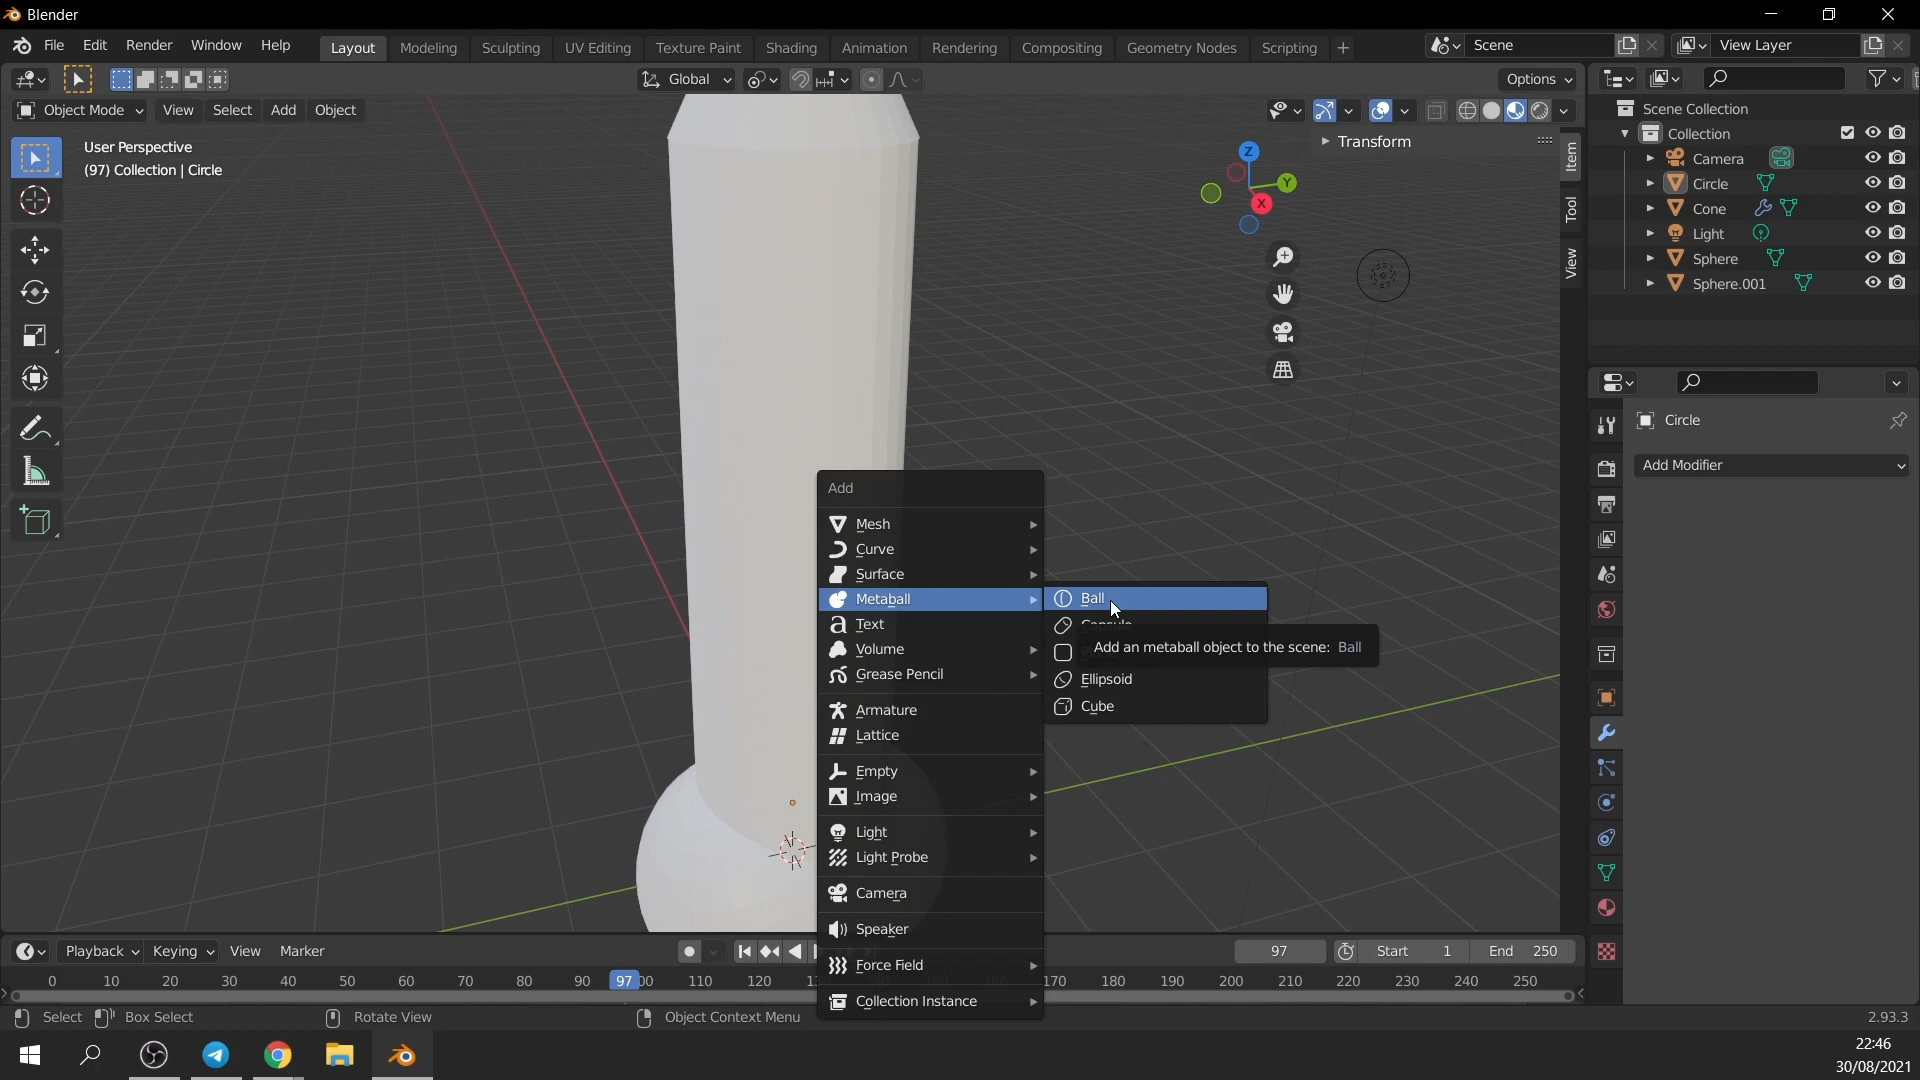 Blender
File Edit Render Window Help Layout Modeling Sculpting UV Editing Texture Paint Shading Animation Rendering Compositing Geometry Nodes Scripting + Scene View Layer
Global Options
Object Mode View Select Add Object
User Perspective
(97) Collection | Circle
Z
Y
X
Transform
Item
Tool
View
Scene Collection
Collection
Camera
Circle
Cone
Light
Sphere
Sphere.001
Circle
Add Modifier
Add
Mesh
Curve
Surface
Metaball
Text
Volume
Grease Pencil
Armature
Lattice
Empty
Image
Light
Light Probe
Camera
Speaker
Force Field
Collection Instance
Ball
Capsule
Add an metaball object to the scene: Ball
Ellipsoid
Cube
Playback Keying View Marker 97 Start 1 End 250
0 10 20 30 40 50 60 70 80 90 97 110 120 170 180 190 200 210 220 230 240 250
Select Box Select Rotate View Object Context Menu 2.93.3
22:46
30/08/2021